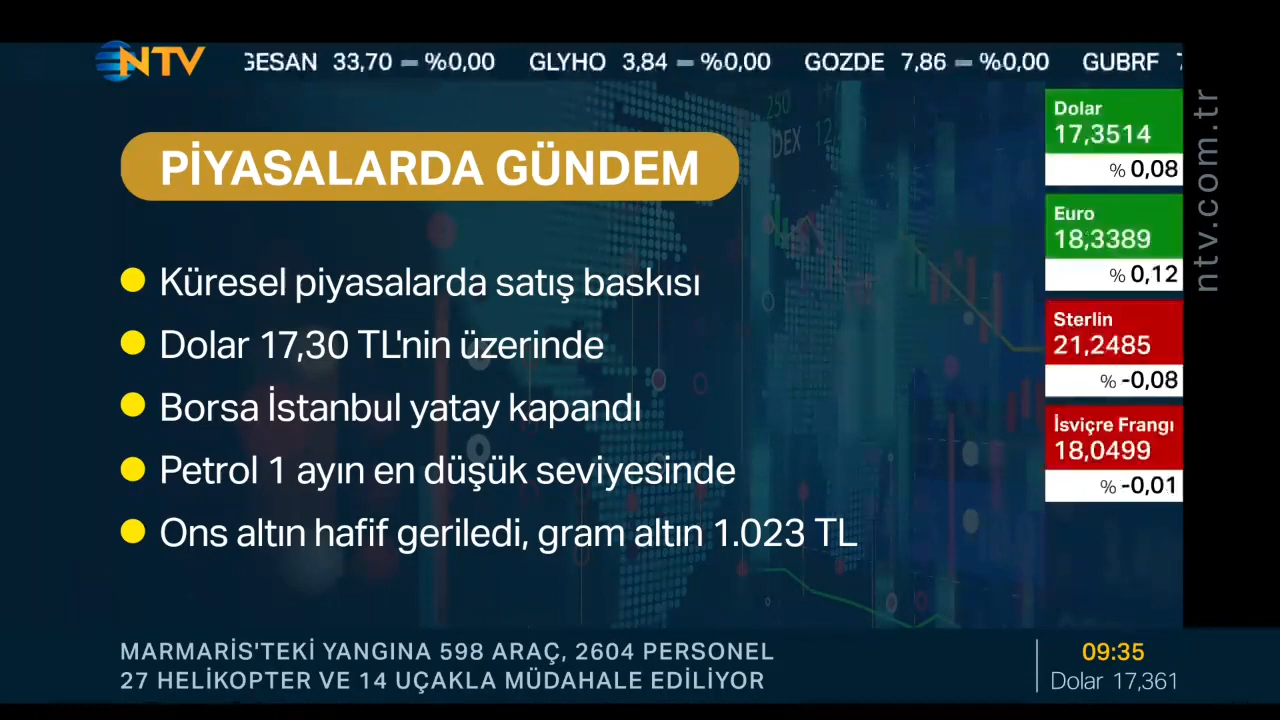 NTV
GESAN 33,70 %0,00 GLYHO 3,84 %0,00 GOZDE 7,86 %0,00 GUBRF
PİYASALARDA GÜNDEM
Küresel piyasalarda satış baskısı
Dolar 17,30 TL'nin üzerinde
Borsa İstanbul yatay kapandı
Petrol 1 ayın en düşük seviyesinde
Ons altın hafif geriledi, gram altın 1.023 TL
Dolar
17,3514
% 0,08
Euro
18,3389
% 0,12
Sterlin
21,2485
% -0,08
İsviçre Frangı
18,0499
% -0,01
ntv.com.tr
MARMARİS'TEKİ YANGINA 598 ARAÇ, 2604 PERSONEL
27 HELİKOPTER VE 14 UÇAKLA MÜDAHALE EDİLİYOR
09:35
Dolar 17,361